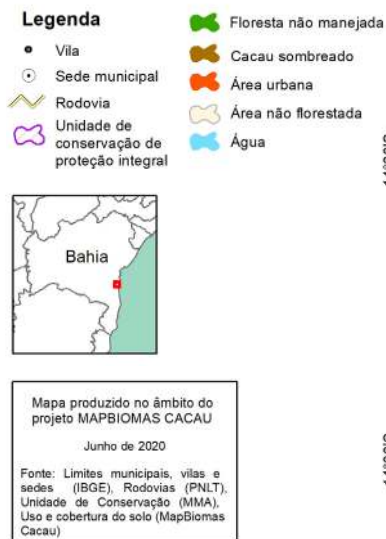 Legenda
Vila
Sede municipal
Rodovia
Unidade de
conservação de
proteção integral
Floresta não manejada
Cacau sombreado
Área urbana
Área não florestada
Água
Bahia
Mapa produzido no âmbito do
projeto MAPBIOMAS CACAU
Junho de 2020
Fonte: Limites municipais, vilas e
sedes (IBGE), Rodovias (PNLT),
Unidade de Conservação (MMA),
Uso e cobertura do solo (MapBiomas
Cacau)